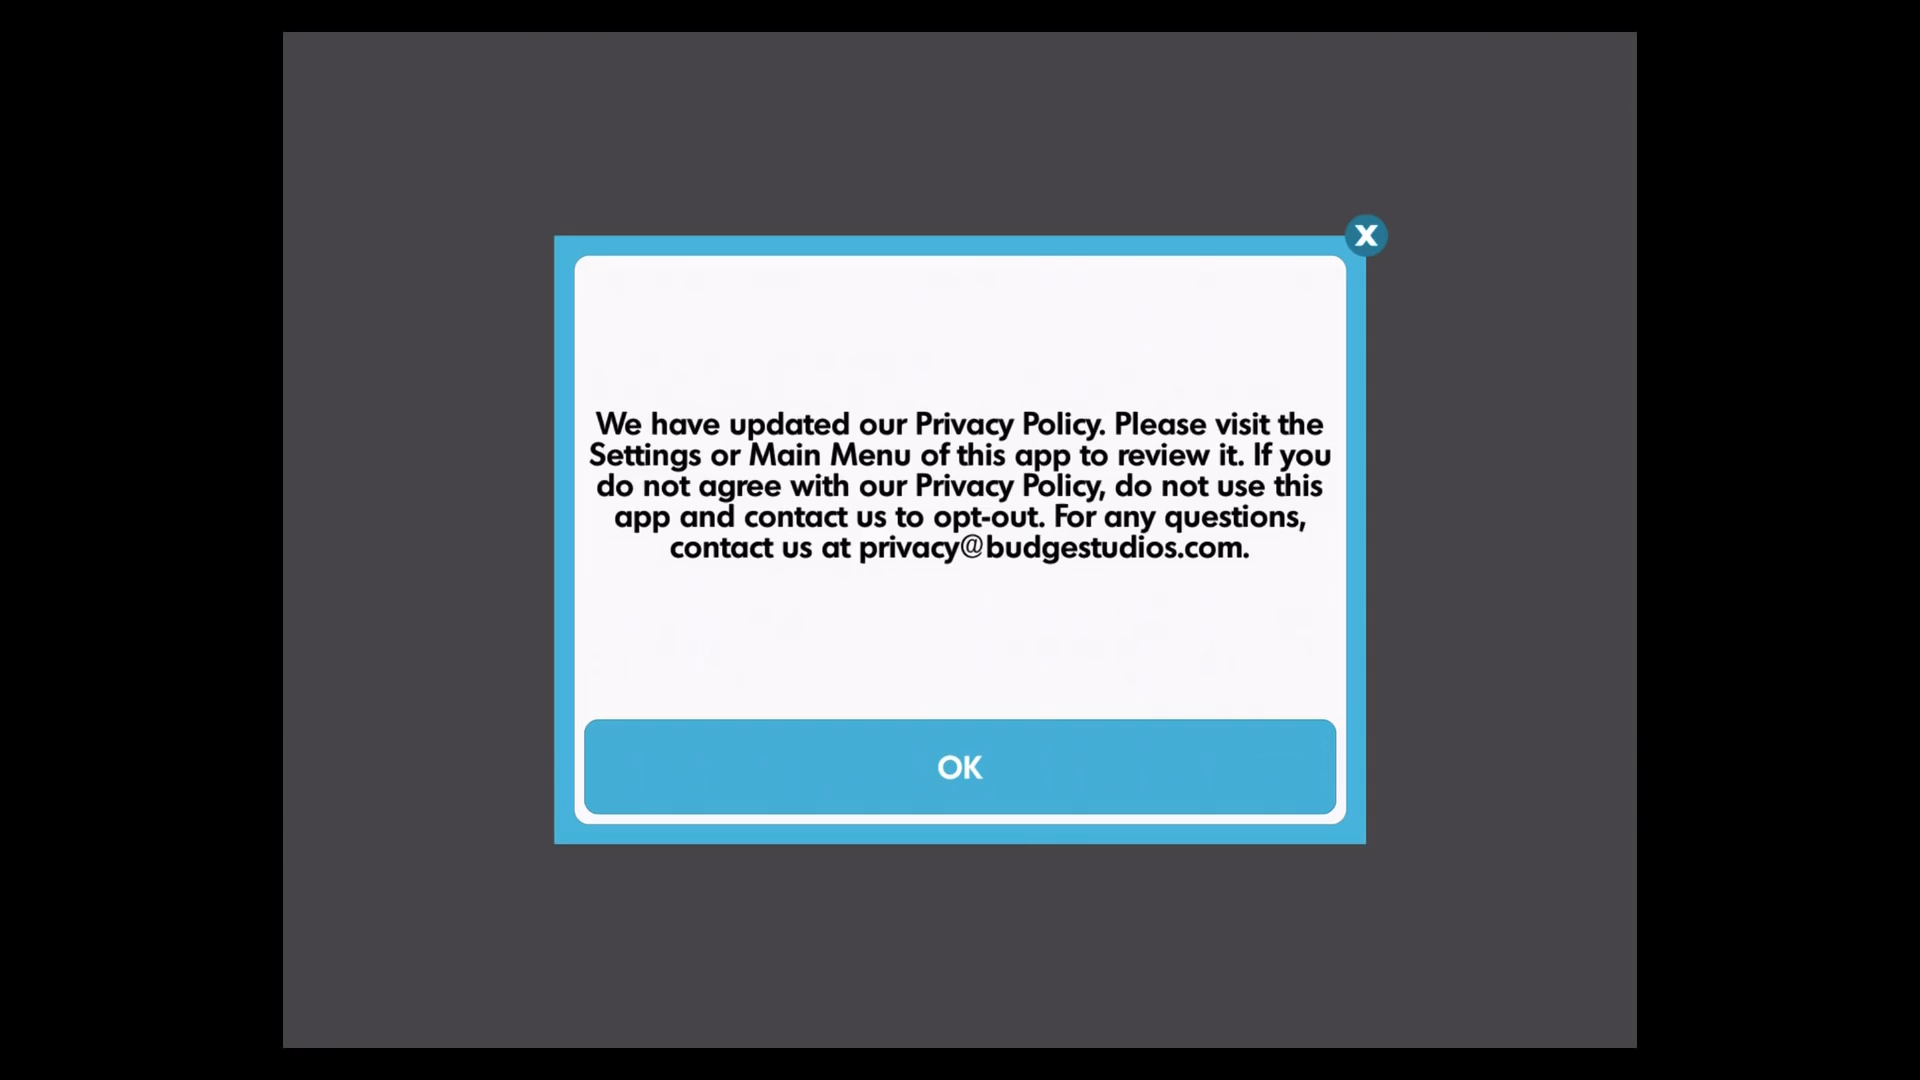 X
We have updated our Privacy Policy. Please visit the
Settings or Main Menu of this app to review it. If you
do not agree with our Privacy Policy, do not use this
app and contact us to opt-out. For any questions,
contact us at privacy@budgestudios.com.
OK